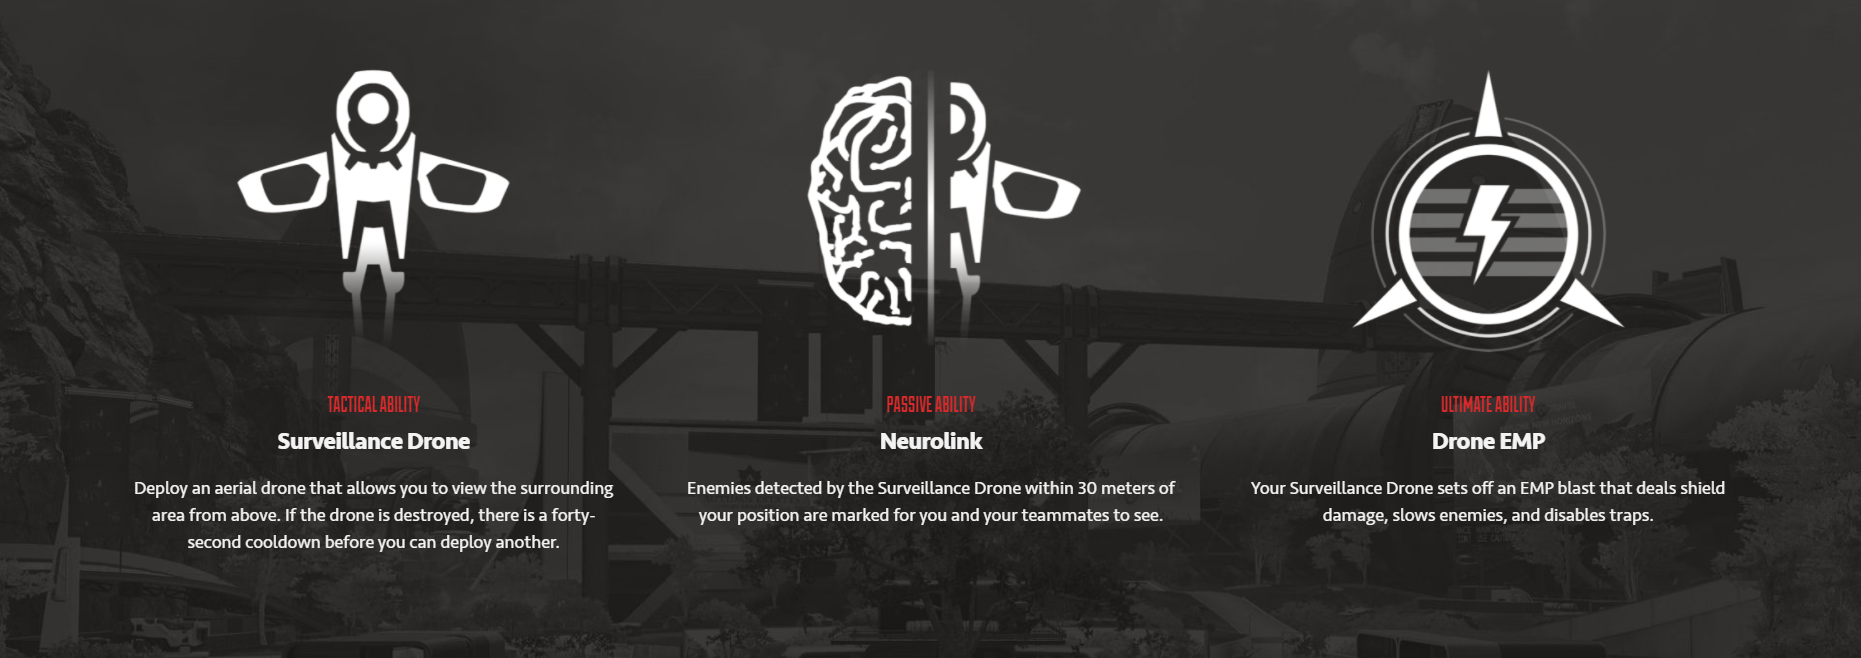 TACTICAL ABILITY
Surveillance Drone
Deploy an aerial drone that allows you to view the surrounding
area from above. If the drone is destroyed, there is a forty-
second cooldown before you can deploy another.
PASSIVE ABILITY
Neurolink
Enemies detected by the Surveillance Drone within 30 meters of
your position are marked for you and your teammates to see.
ULTIMATE ABILITY
Drone EMP
Your Surveillance Drone sets off an EMP blast that deals shield
damage, slows enemies, and disables traps.